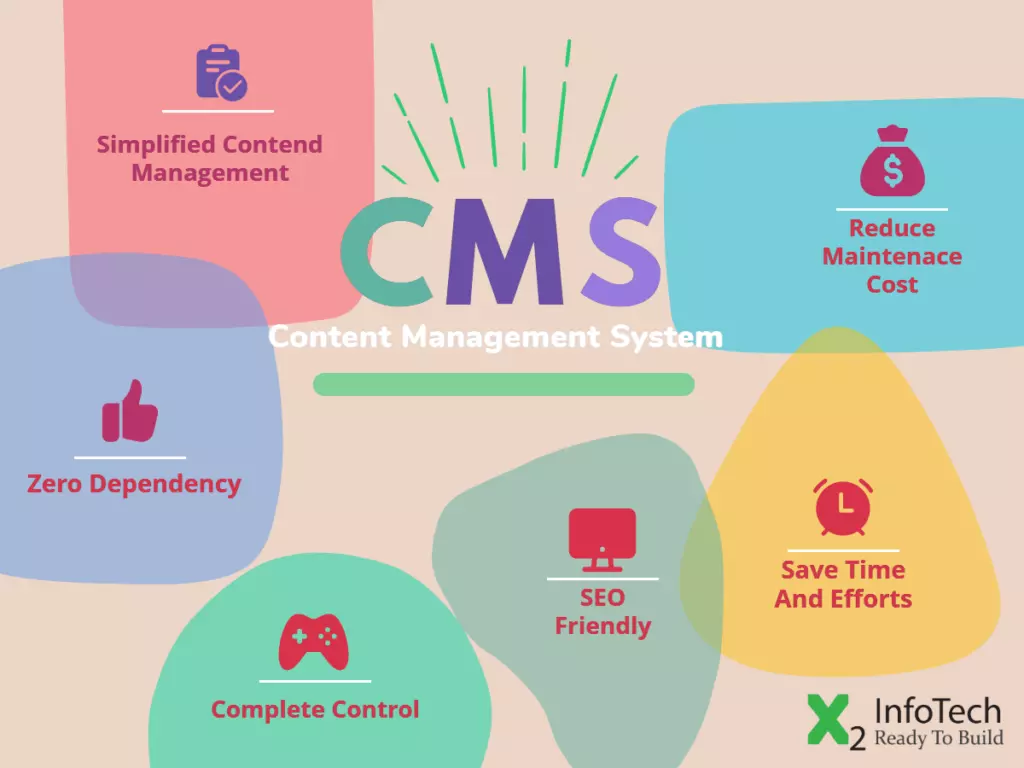 Simplified Contend
Management
CMS
Content Management System
Reduce
Maintenace
Cost
$
Zero Dependency
SEO
Friendly
Save Time
And Efforts
Complete Control
X2 InfoTech
Ready To Build